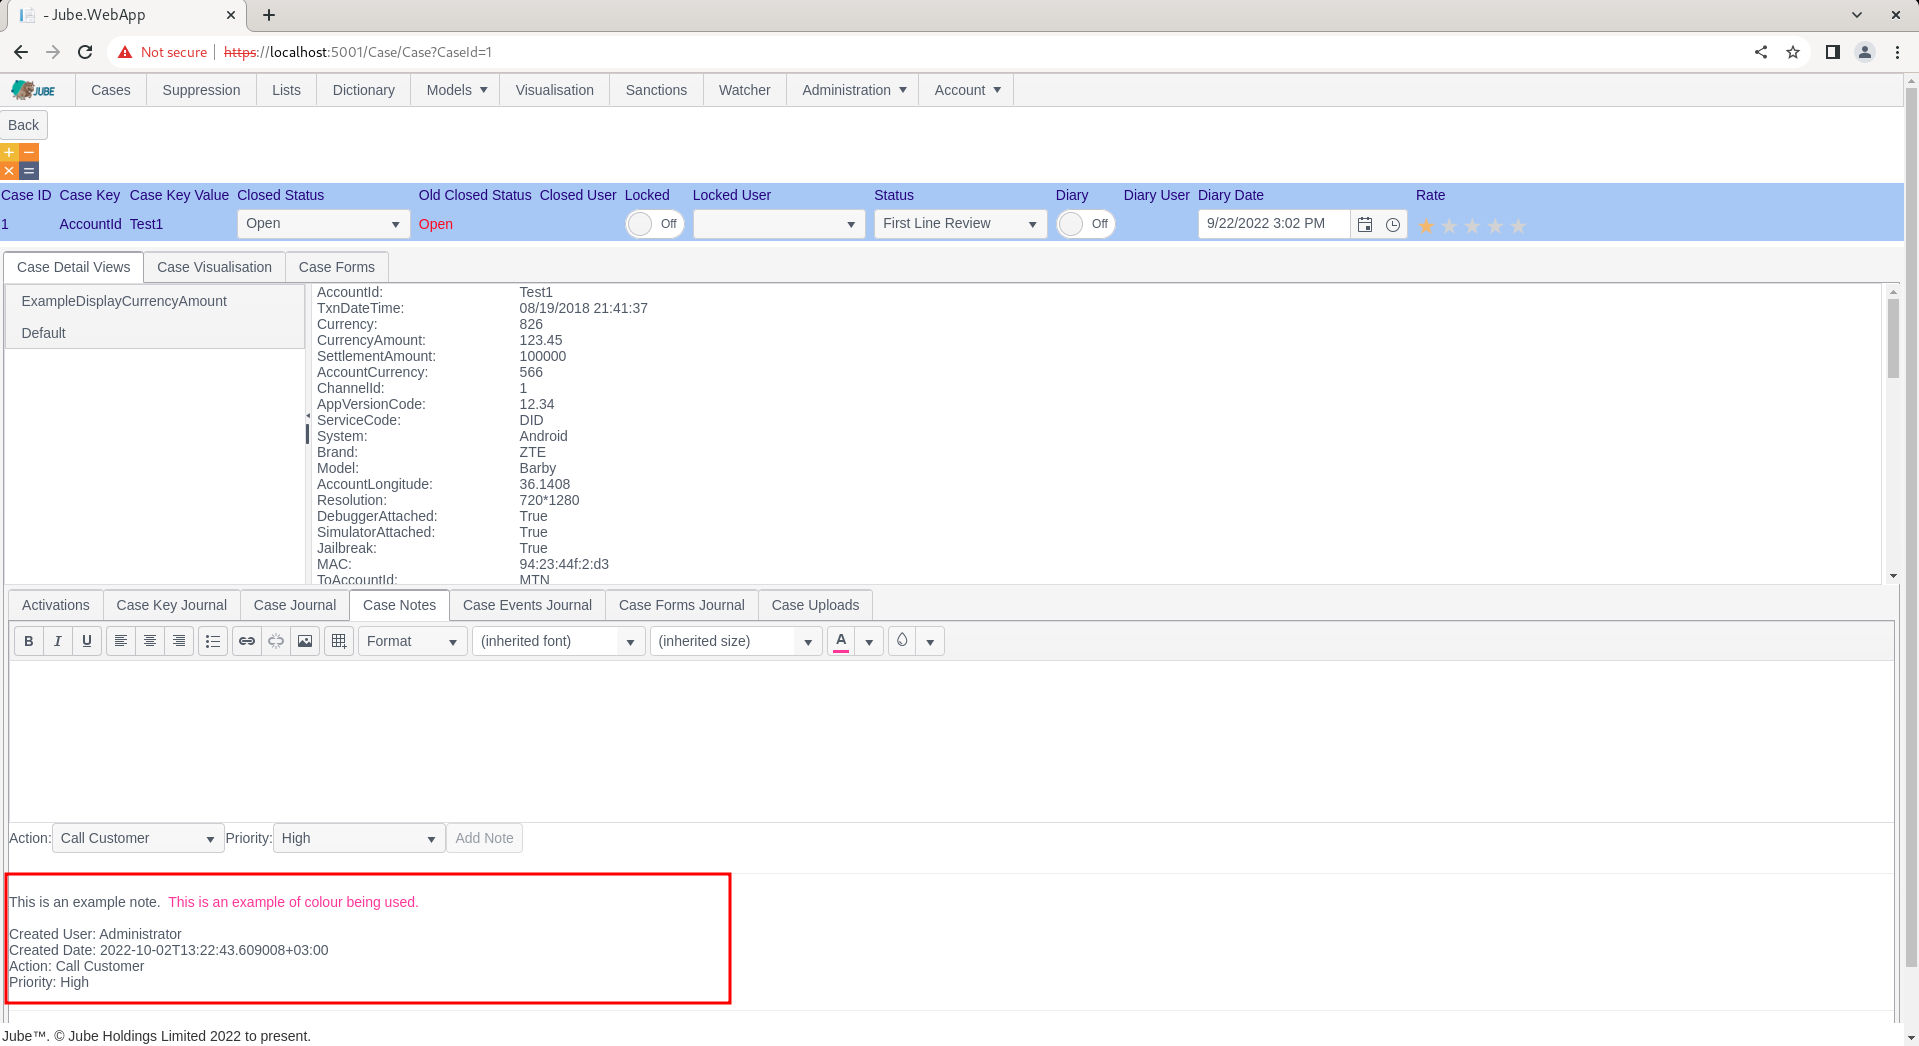 - Jube.WebApp
Not secure https://localhost:5001/Case/Case?CaseId=1
JUBE Cases Suppression Lists Dictionary Models Visualisation Sanctions Watcher Administration Account
Back
Case ID Case Key Case Key Value Closed Status Old Closed Status Closed User Locked Locked User Status Diary Diary User Diary Date Rate
1 AccountId Test1 Open Open Off First Line Review Off 9/22/2022 3:02 PM
Case Detail Views Case Visualisation Case Forms
ExampleDisplayCurrencyAmount
Default
AccountId: Test1
TxnDateTime: 08/19/2018 21:41:37
Currency: 826
CurrencyAmount: 123.45
SettlementAmount: 100000
AccountCurrency: 566
ChannelId: 1
AppVersionCode: 12.34
ServiceCode: DID
System: Android
Brand: ZTE
Model: Barby
AccountLongitude: 36.1408
Resolution: 720*1280
DebuggerAttached: True
SimulatorAttached: True
Jailbreak: True
MAC: 94:23:44f:2:d3
ToAccountId: MTN
Activations Case Key Journal Case Journal Case Notes Case Events Journal Case Forms Journal Case Uploads
B I U Format (inherited font) (inherited size) A
Action: Call Customer Priority: High Add Note
This is an example note. This is an example of colour being used.
Created User: Administrator
Created Date: 2022-10-02T13:22:43.609008+03:00
Action: Call Customer
Priority: High
Jube™. © Jube Holdings Limited 2022 to present.